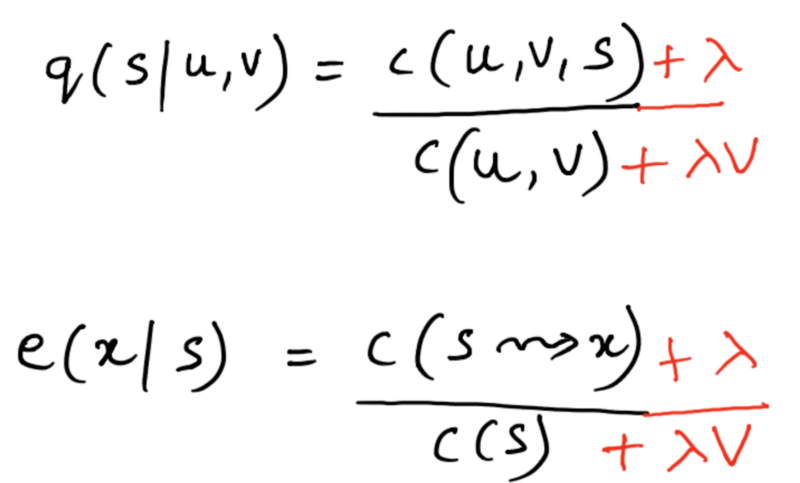 q(s|u,v) = c(u,v,s) + λ
c(u,v) + λV
e(x|s) = c(s ⇝ x) + λ
c(s) + λV